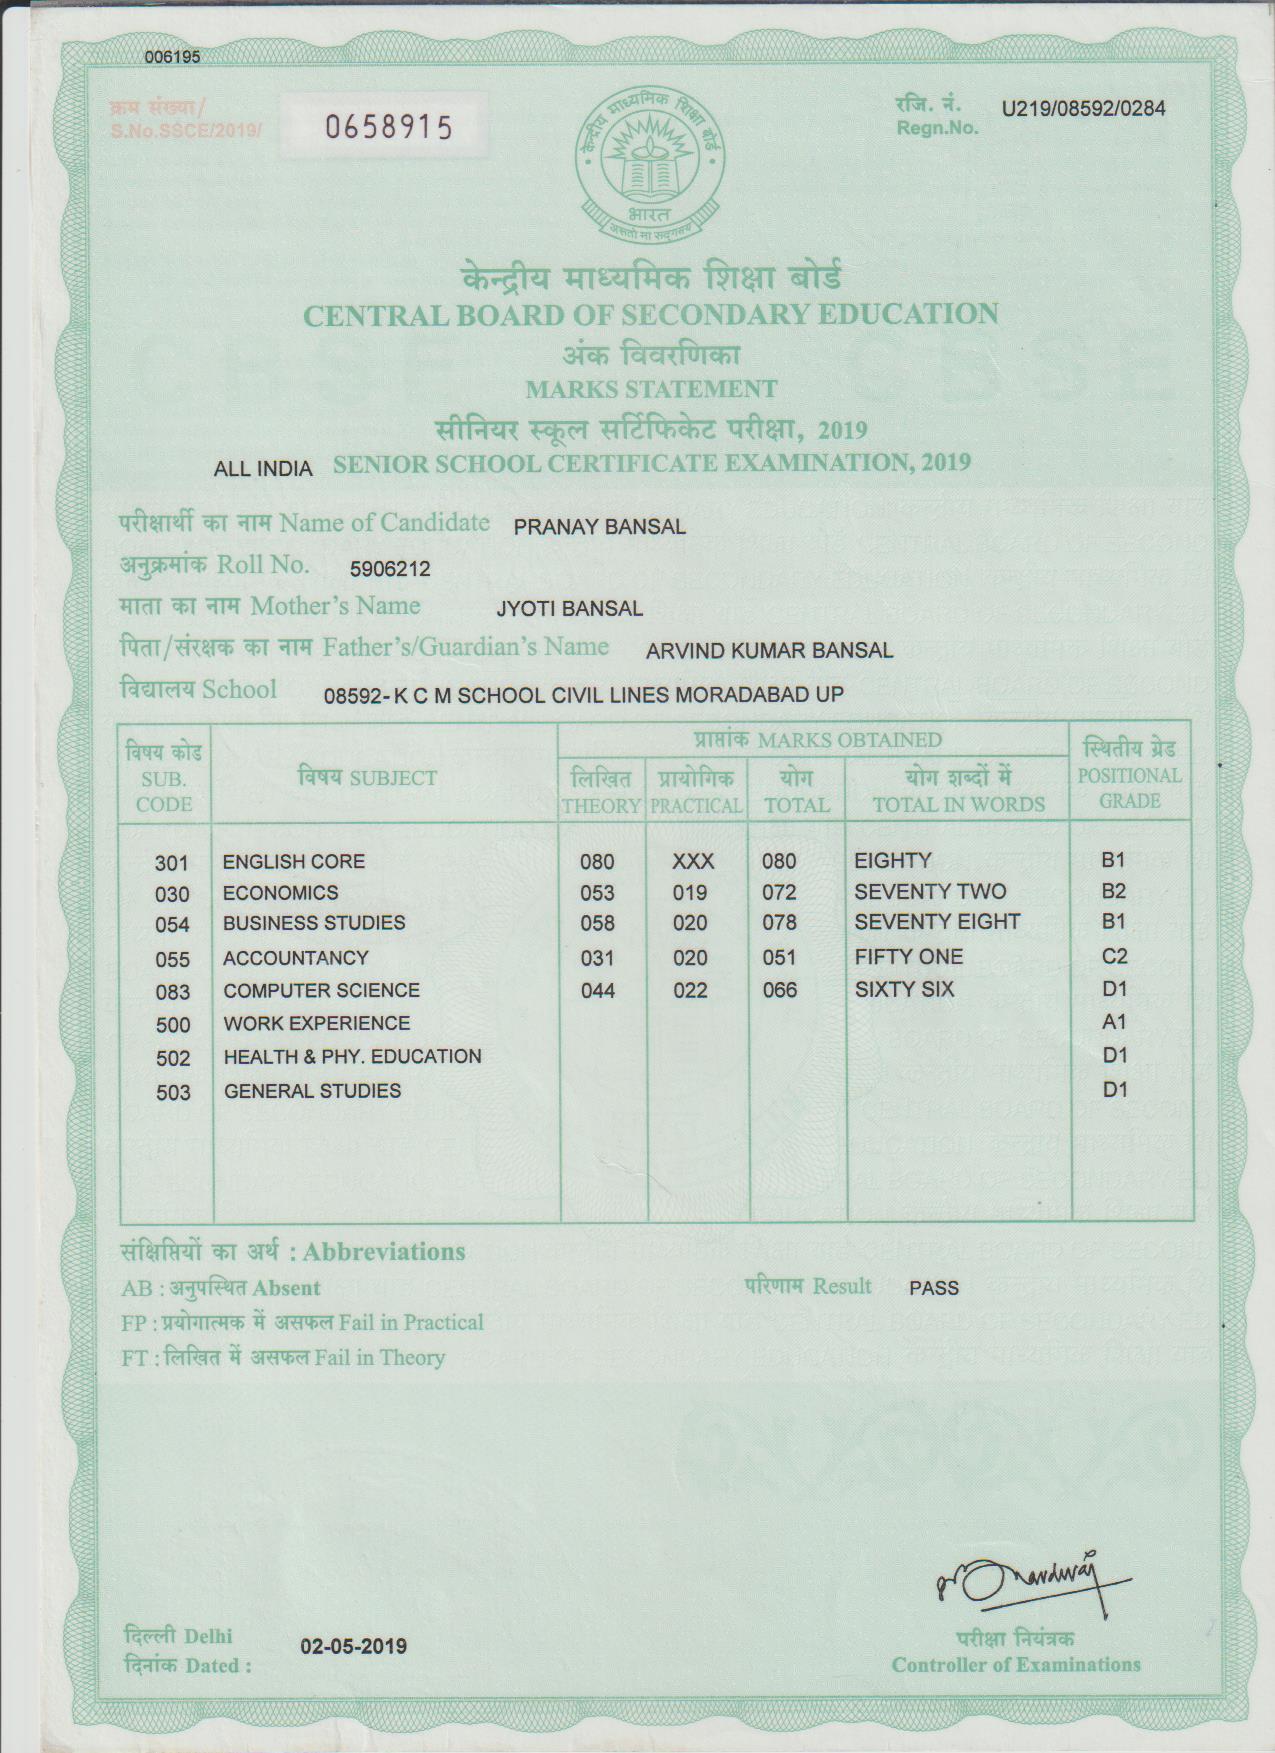 006195
क्रम संख्या/
S.No.SSCE/2019/ 0658915
रजि. नं. U219/08592/0284
Regn.No.
केन्द्रीय माध्यमिक शिक्षा बोर्ड
भारत
असतो मा सद्गमय
केन्द्रीय माध्यमिक शिक्षा बोर्ड
CENTRAL BOARD OF SECONDARY EDUCATION
अंक विवरणिका
MARKS STATEMENT
सीनियर स्कूल सर्टिफिकेट परीक्षा, 2019
ALL INDIA SENIOR SCHOOL CERTIFICATE EXAMINATION, 2019
परीक्षार्थी का नाम Name of Candidate PRANAY BANSAL
अनुक्रमांक Roll No. 5906212
माता का नाम Mother's Name JYOTI BANSAL
पिता/संरक्षक का नाम Father's/Guardian's Name ARVIND KUMAR BANSAL
विद्यालय School 08592- K C M SCHOOL CIVIL LINES MORADABAD UP
विषय कोड SUB. CODE विषय SUBJECT प्राप्तांक MARKS OBTAINED स्थितीय ग्रेड POSITIONAL GRADE
लिखित THEORY प्रायोगिक PRACTICAL योग TOTAL योग शब्दों में TOTAL IN WORDS
301 ENGLISH CORE 080 XXX 080 EIGHTY B1
030 ECONOMICS 053 019 072 SEVENTY TWO B2
054 BUSINESS STUDIES 058 020 078 SEVENTY EIGHT B1
055 ACCOUNTANCY 031 020 051 FIFTY ONE C2
083 COMPUTER SCIENCE 044 022 066 SIXTY SIX D1
500 WORK EXPERIENCE A1
502 HEALTH & PHY. EDUCATION D1
503 GENERAL STUDIES D1
संक्षिप्तियों का अर्थ : Abbreviations
AB : अनुपस्थित Absent
परिणाम Result PASS
FP : प्रयोगात्मक में असफल Fail in Practical
FT : लिखित में असफल Fail in Theory
दिल्ली Delhi
दिनांक Dated : 02-05-2019
परीक्षा नियंत्रक
Controller of Examinations